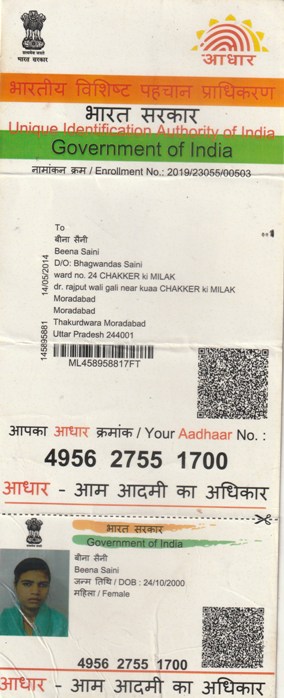 भारत सरकार
आधार
भारतीय विशिष्ट पहचान प्राधिकरण
भारत सरकार
Unique Identification Authority of India
Government of India
नामांकन क्रम / Enrollment No.: 2019/23055/00503
To
बीना सैनी
Beena Saini
D/O: Bhagwandas Saini
ward no. 24 CHAKKER ki MILAK
dr. rajput wali gali near kuaa CHAKKER ki MILAK
Moradabad
Moradabad
Thakurdwara Moradabad
Uttar Pradesh 244001
14/05/2014
145895881
ML458958817FT
आपका आधार क्रमांक / Your Aadhaar No. :
4956 2755 1700
आधार - आम आदमी का अधिकार
भारत सरकार
Government of India
बीना सैनी
Beena Saini
जन्म तिथि / DOB : 24/10/2000
महिला / Female
4956 2755 1700
आधार - आम आदमी का अधिकार